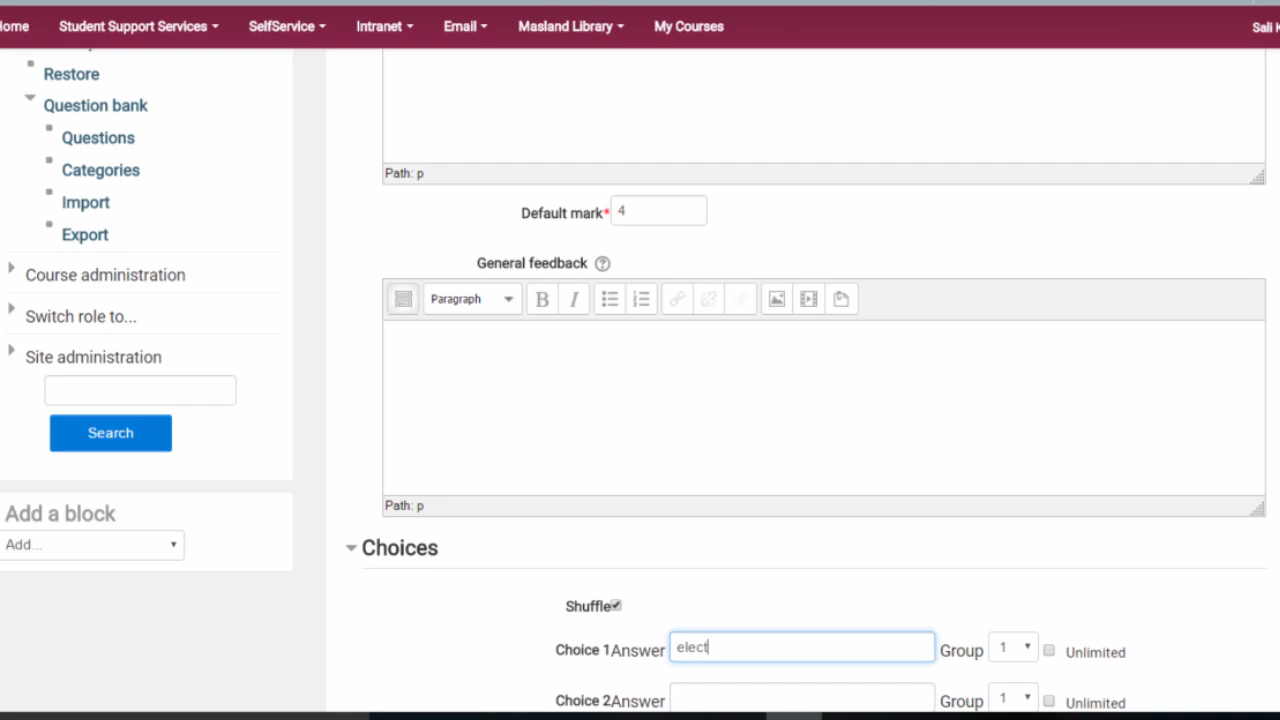 Home Student Support Services SelfService Intranet Email Masland Library My Courses Sali K
Restore
Question bank
Questions
Categories
Import
Export
Course administration
Switch role to...
Site administration
Search
Add a block
Add...
Path: p
Default mark* 4
General feedback ?
Paragraph B I
Path: p
Choices
Shuffle
Choice 1 Answer elect Group 1 Unlimited
Choice 2 Answer Group 1 Unlimited